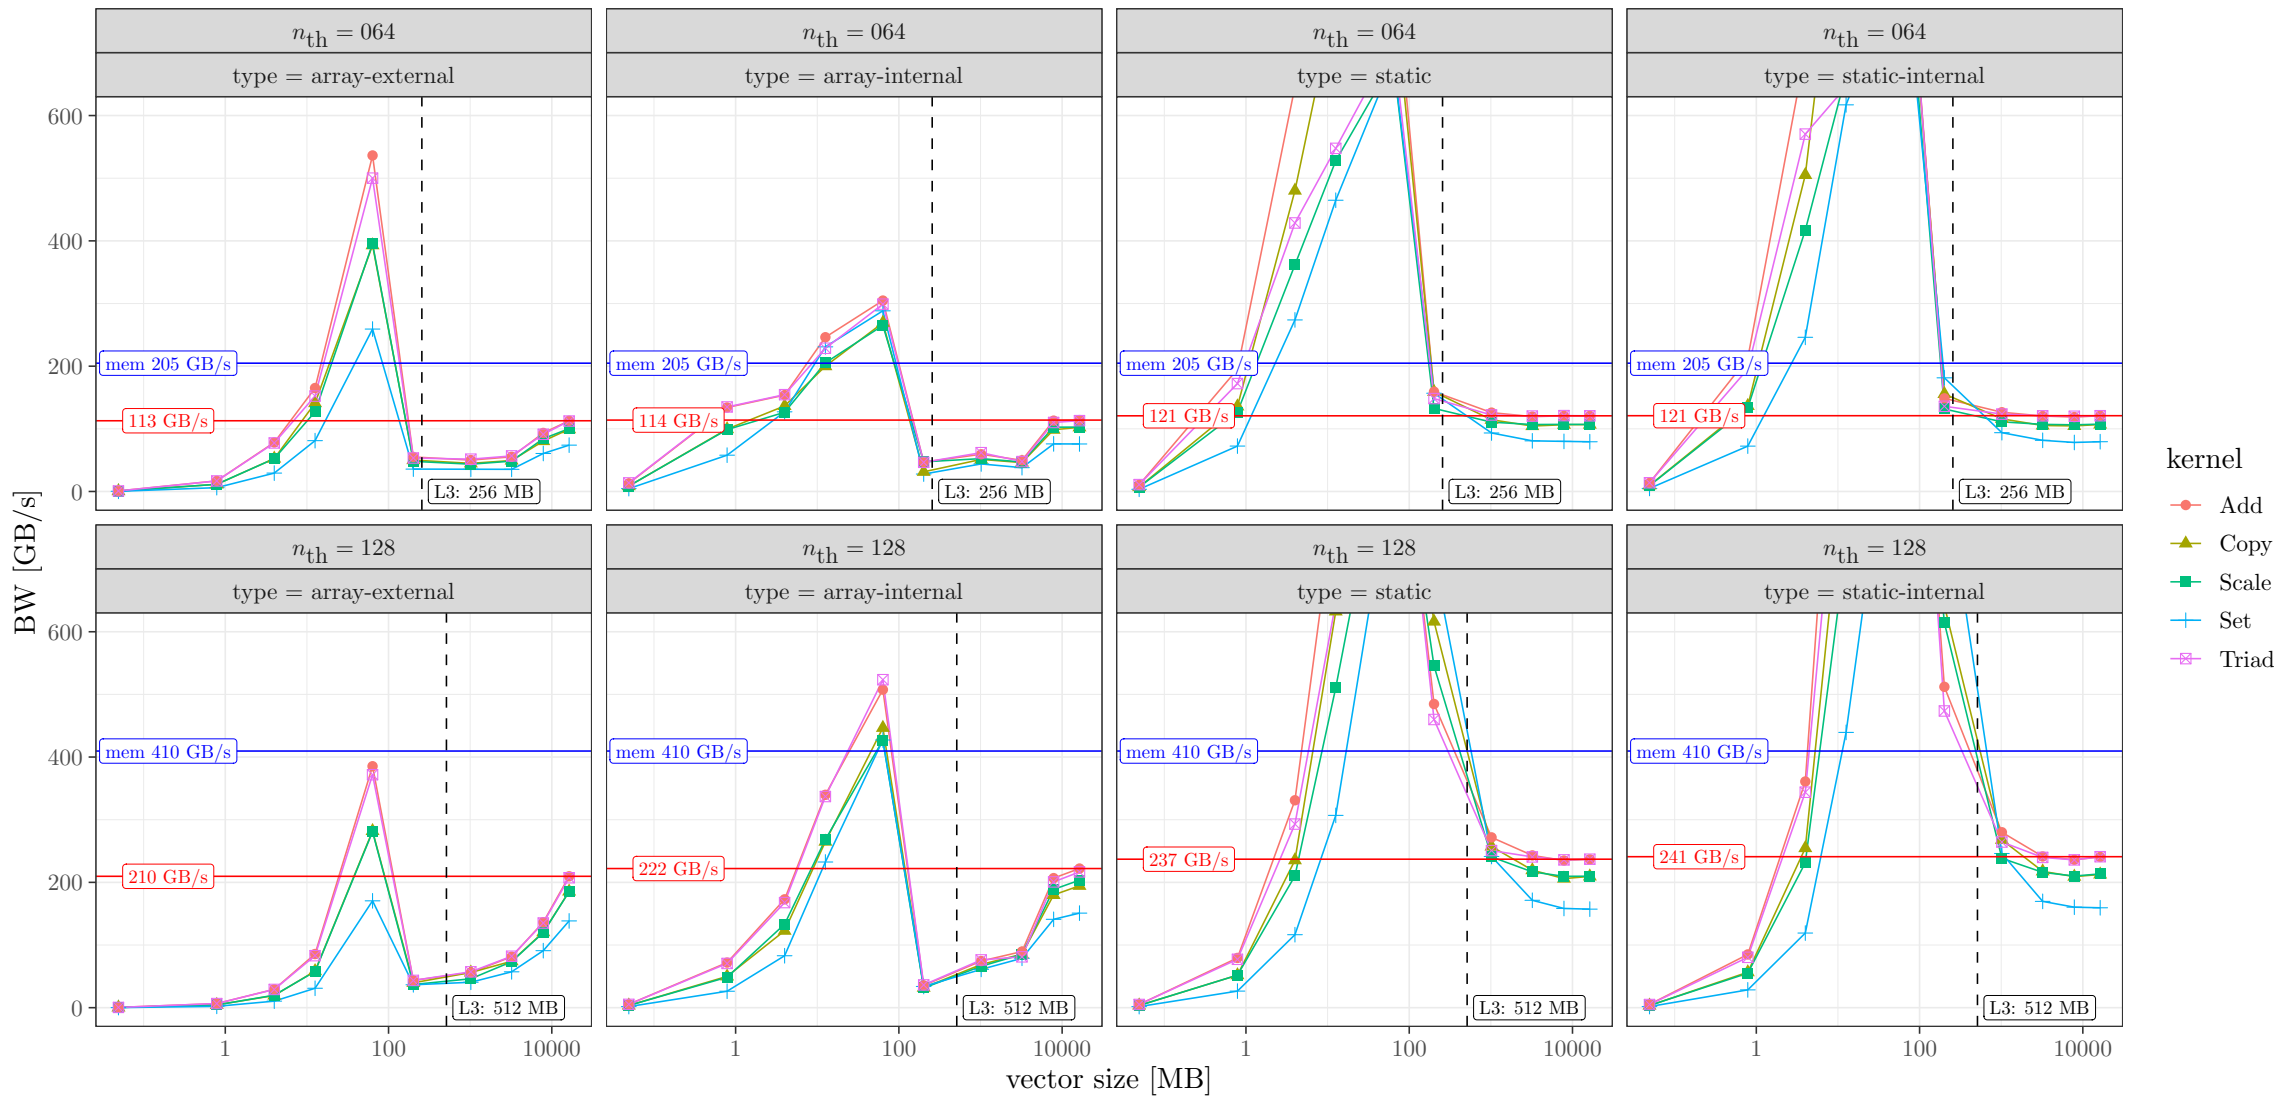 n_th = 064
n_th = 064
n_th = 064
n_th = 064
type = array-external
type = array-internal
type = static
type = static-internal
600
400
200
0
mem 205 GB/s
113 GB/s
L3: 256 MB
mem 205 GB/s
114 GB/s
L3: 256 MB
mem 205 GB/s
121 GB/s
L3: 256 MB
mem 205 GB/s
121 GB/s
L3: 256 MB
BW [GB/s]
n_th = 128
n_th = 128
n_th = 128
n_th = 128
type = array-external
type = array-internal
type = static
type = static-internal
600
400
200
0
mem 410 GB/s
210 GB/s
L3: 512 MB
mem 410 GB/s
222 GB/s
L3: 512 MB
mem 410 GB/s
237 GB/s
L3: 512 MB
mem 410 GB/s
241 GB/s
L3: 512 MB
1 100 10000
1 100 10000
1 100 10000
1 100 10000
vector size [MB]
kernel
Add
Copy
Scale
Set
Triad